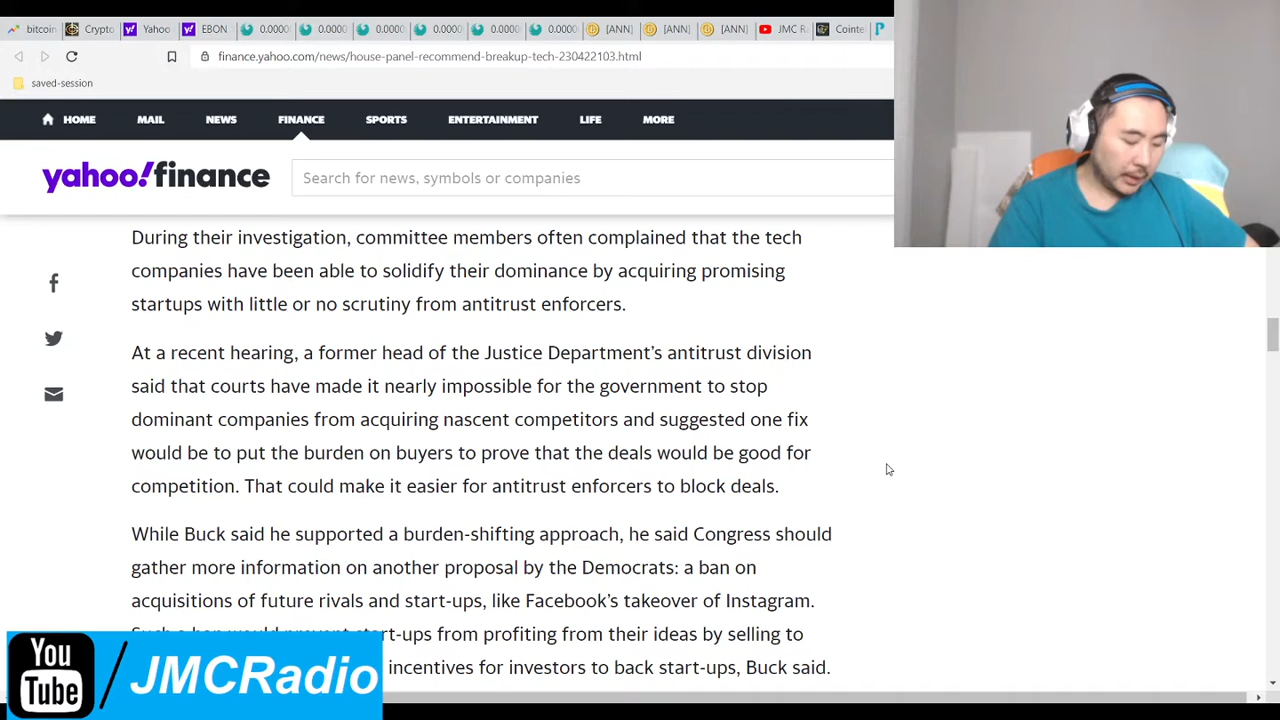 bitcoin Crypto Yahoo EBON 0.0000 0.0000 0.0000 0.0000 0.0000 0.0000 [ANN] [ANN] [ANN] JMC R Cointe
finance.yahoo.com/news/house-panel-recommend-breakup-tech-230422103.html
saved-session
HOME MAIL NEWS FINANCE SPORTS ENTERTAINMENT LIFE MORE
yahoo!finance Search for news, symbols or companies
During their investigation, committee members often complained that the tech
companies have been able to solidify their dominance by acquiring promising
startups with little or no scrutiny from antitrust enforcers.
At a recent hearing, a former head of the Justice Department's antitrust division
said that courts have made it nearly impossible for the government to stop
dominant companies from acquiring nascent competitors and suggested one fix
would be to put the burden on buyers to prove that the deals would be good for
competition. That could make it easier for antitrust enforcers to block deals.
While Buck said he supported a burden-shifting approach, he said Congress should
gather more information on another proposal by the Democrats: a ban on
acquisitions of future rivals and start-ups, like Facebook's takeover of Instagram.
start-ups from profiting from their ideas by selling to
incentives for investors to back start-ups, Buck said.
You
Tube
/JMCRadio